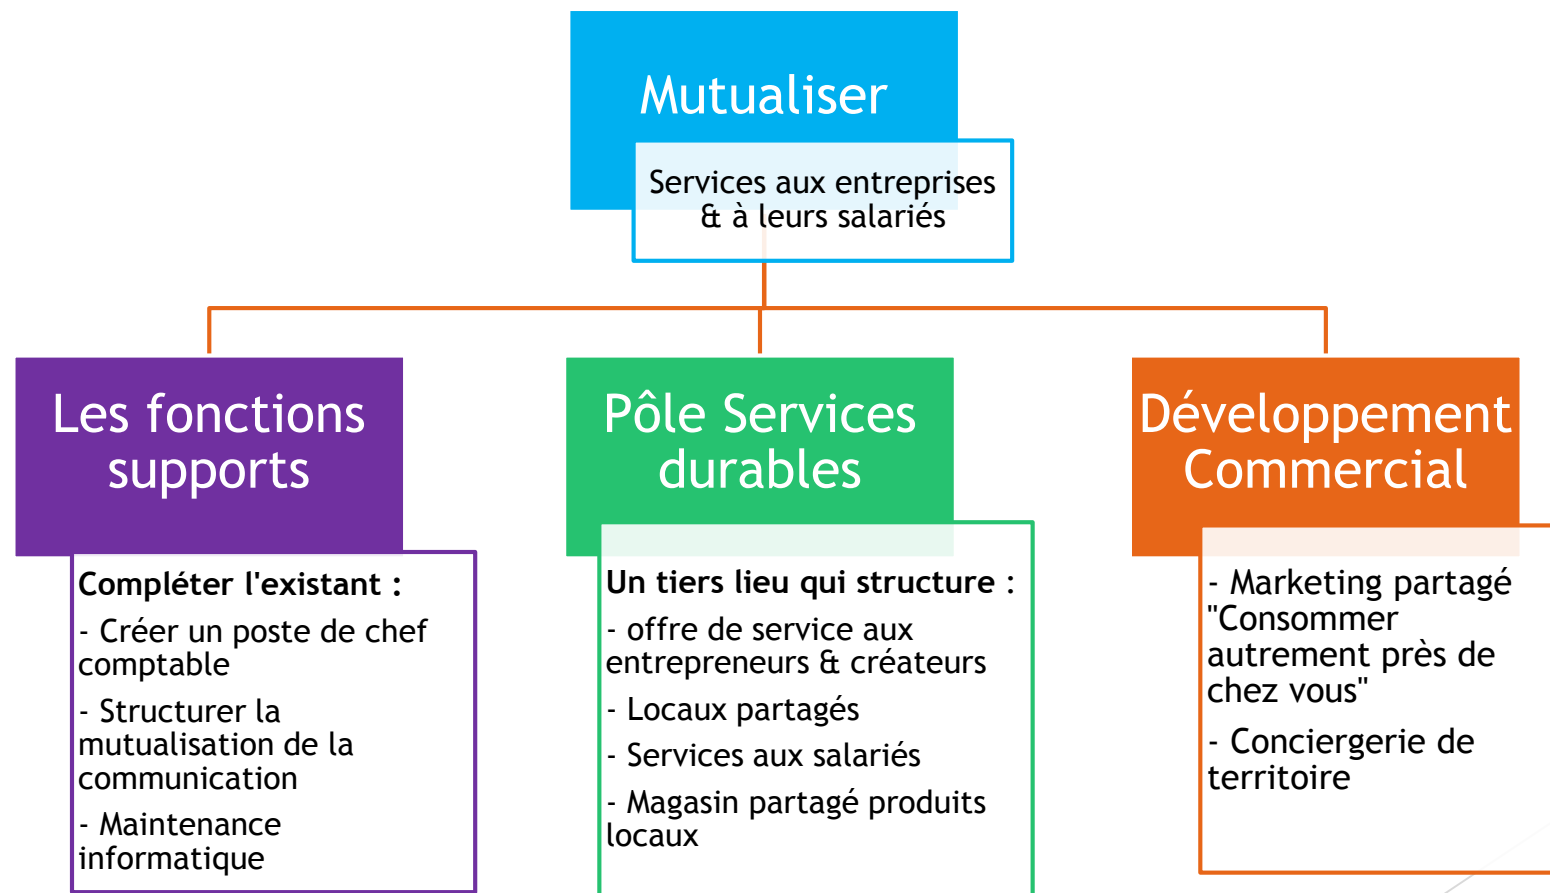 Mutualiser
Services aux entreprises
& à leurs salariés
Les fonctions
supports
Compléter l'existant :
- Créer un poste de chef
comptable
- Structurer la
mutualisation de la
communication
- Maintenance
informatique
Pôle Services
durables
Un tiers lieu qui structure :
- offre de service aux
entrepreneurs & créateurs
- Locaux partagés
- Services aux salariés
- Magasin partagé produits
locaux
Développement
Commercial
- Marketing partagé
"Consommer
autrement près de
chez vous"
- Conciergerie de
territoire